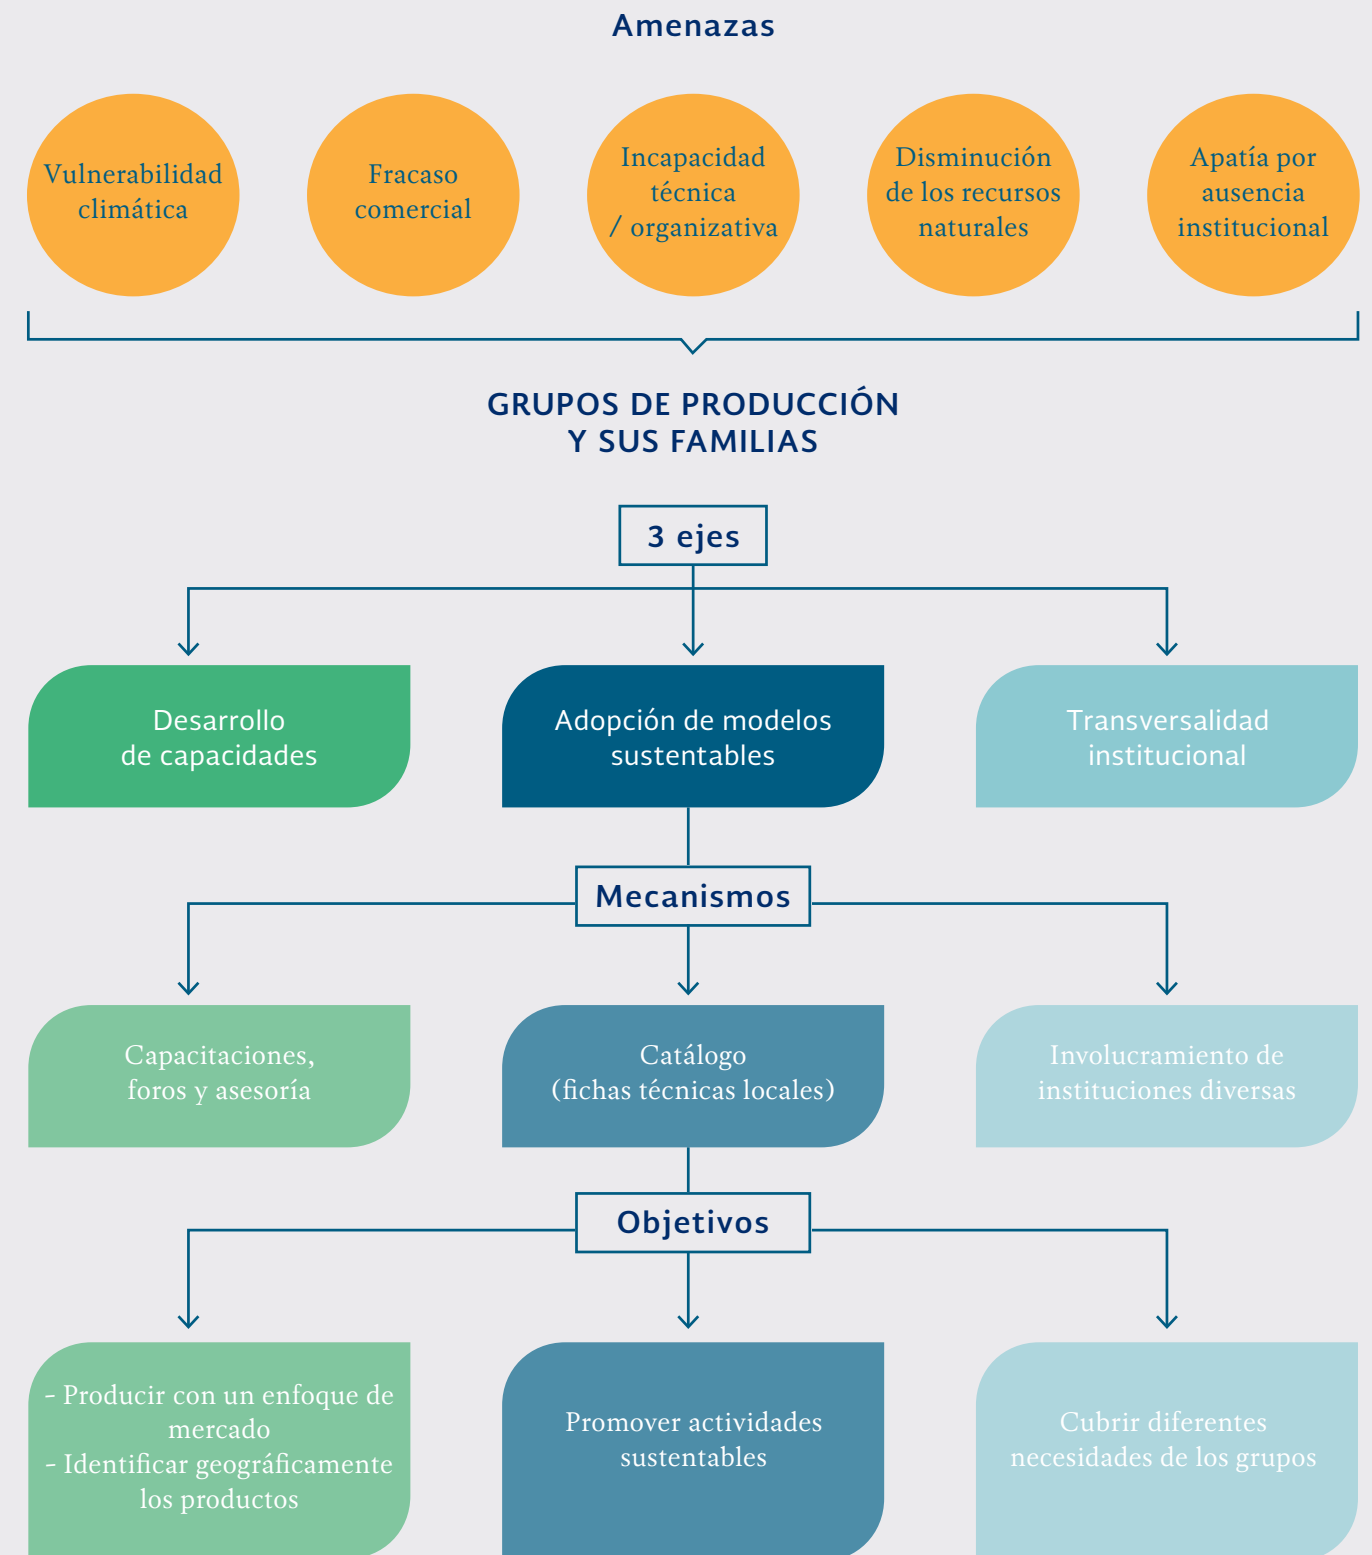 Amenazas
Vulnerabilidad
climática
Fracaso
comercial
Incapacidad
técnica
/ organizativa
Disminución
de los recursos
naturales
Apatía por
ausencia
institucional
GRUPOS DE PRODUCCIÓN
Y SUS FAMILIAS
3 ejes
Desarrollo
de capacidades
Adopción de modelos
sustentables
Transversalidad
institucional
Mecanismos
Capacitaciones,
foros y asesoría
Catálogo
(fichas técnicas locales)
Involucramiento de
instituciones diversas
Objetivos
- Producir con un enfoque de
mercado
- Identificar geográficamente
los productos
Promover actividades
sustentables
Cubrir diferentes
necesidades de los grupos